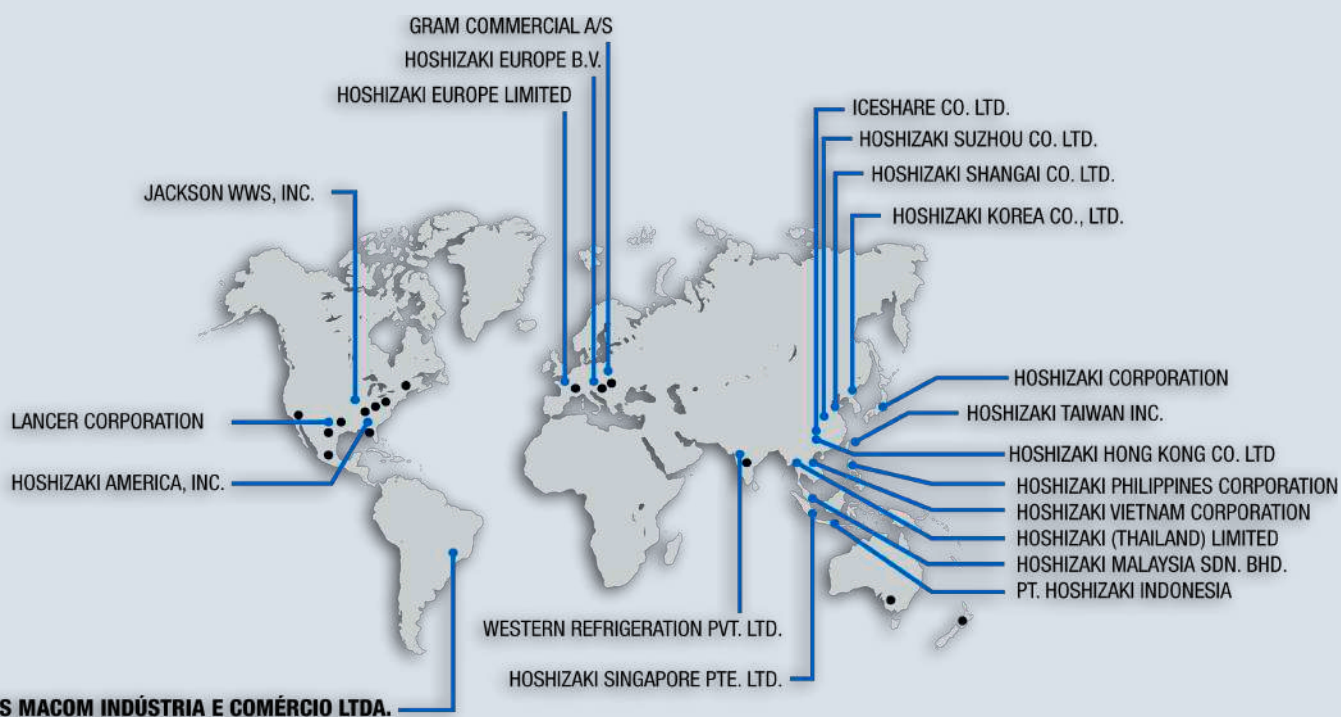 GRAM COMMERCIAL A/S
HOSHIZAKI EUROPE B.V.
HOSHIZAKI EUROPE LIMITED
ICESHARE CO. LTD.
HOSHIZAKI SUZHOU CO. LTD.
HOSHIZAKI SHANGAI CO. LTD.
HOSHIZAKI KOREA CO., LTD.
JACKSON WWS, INC.
HOSHIZAKI CORPORATION
LANCER CORPORATION
HOSHIZAKI TAIWAN INC.
HOSHIZAKI HONG KONG CO. LTD
HOSHIZAKI AMERICA, INC.
HOSHIZAKI PHILIPPINES CORPORATION
HOSHIZAKI VIETNAM CORPORATION
HOSHIZAKI (THAILAND) LIMITED
HOSHIZAKI MALAYSIA SDN. BHD.
PT. HOSHIZAKI INDONESIA
WESTERN REFRIGERATION PVT. LTD.
HOSHIZAKI SINGAPORE PTE. LTD.
S MACOM INDÚSTRIA E COMÉRCIO LTDA.